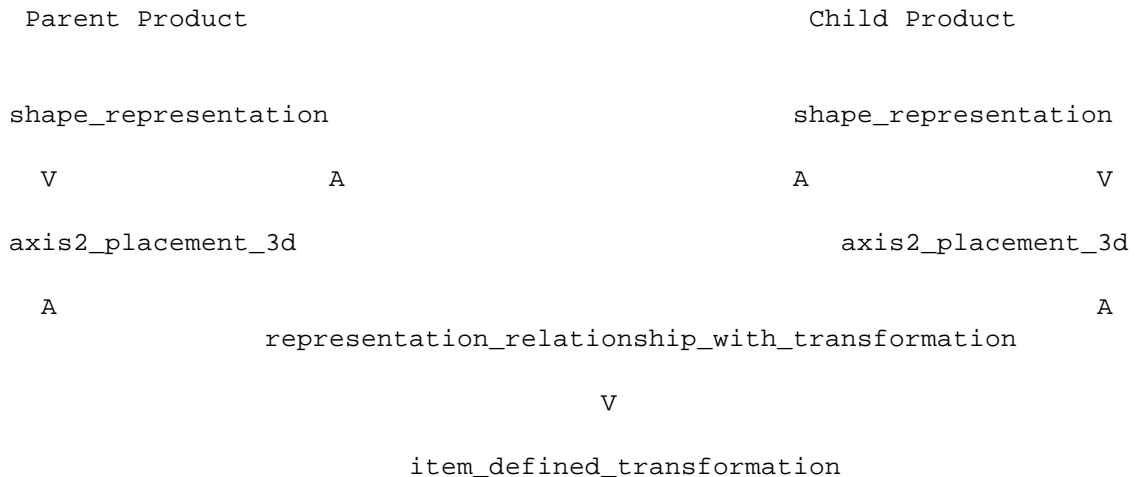 Parent Product Child Product
shape_representation shape_representation
V A A V
axis2_placement_3d axis2_placement_3d
A A
representation_relationship_with_transformation
V
item_defined_transformation